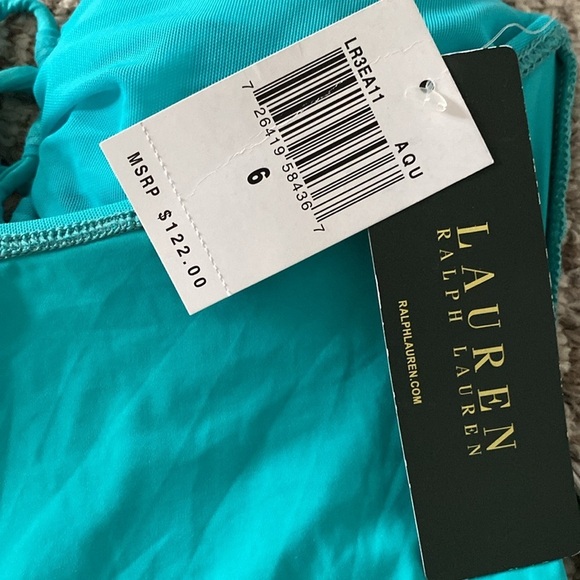 LR3EA11
AQU
7 26419 58436 7
6
MSRP $122.00
LAUREN
RALPH LAUREN
RALPHLAUREN.COM